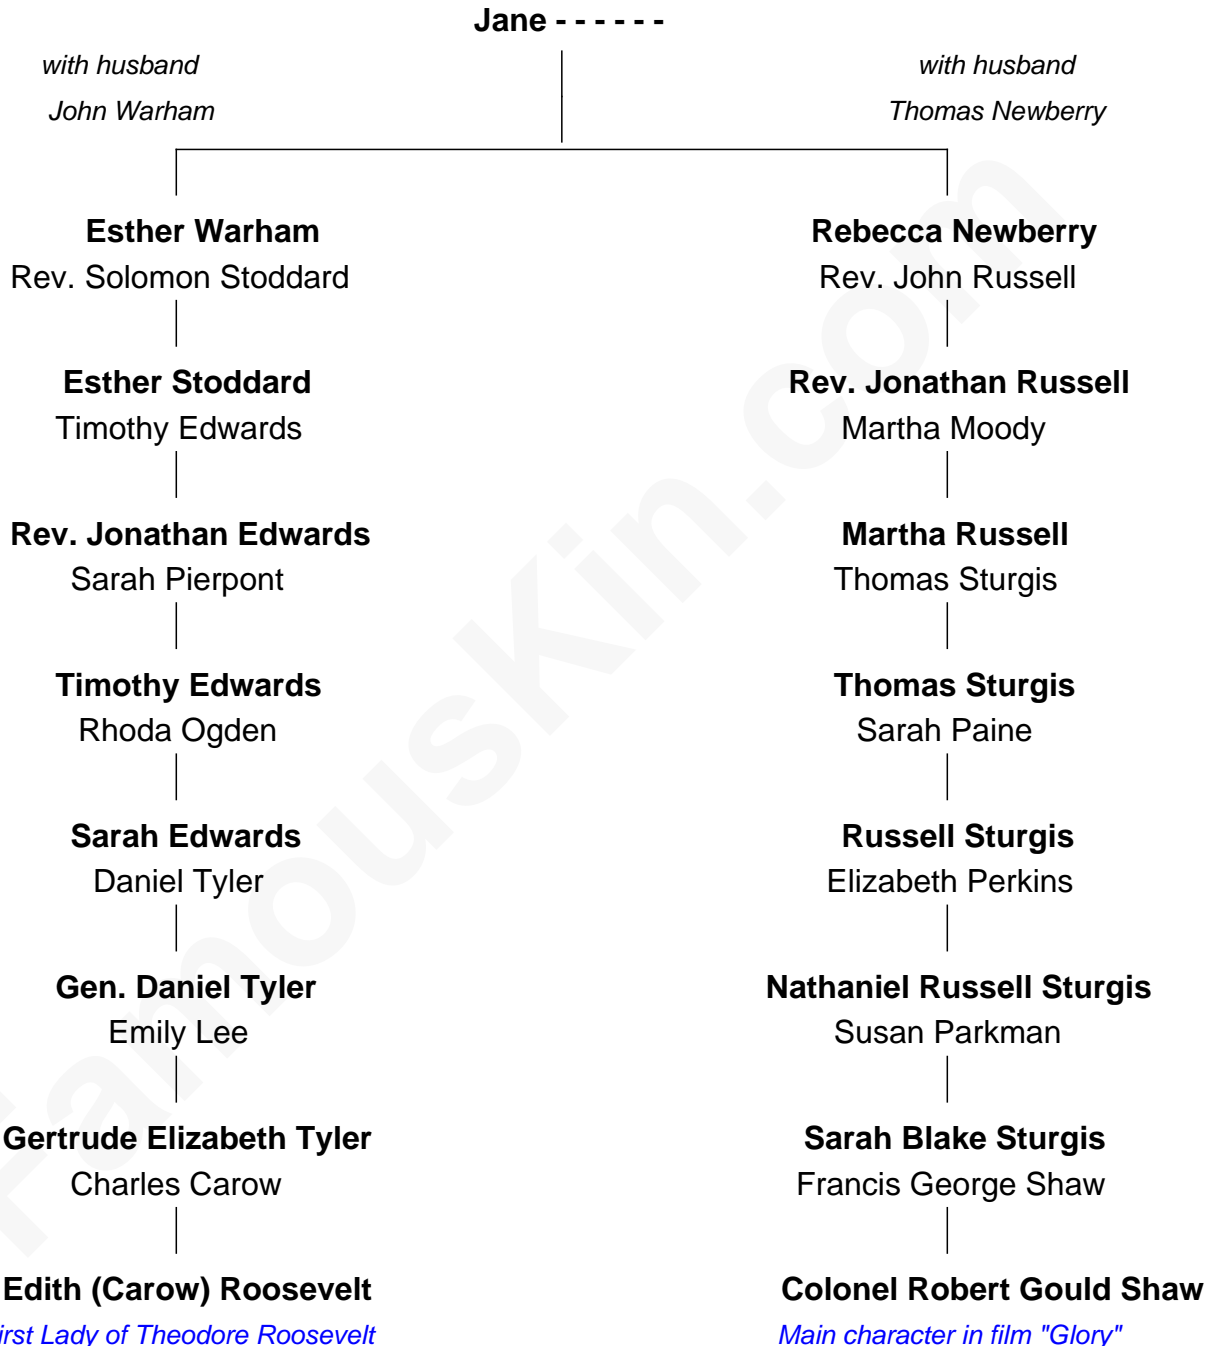 Jane - - - - - -
with husband
John Warham
with husband
Thomas Newberry
Esther Warham
Rev. Solomon Stoddard
Rebecca Newberry
Rev. John Russell
Esther Stoddard
Timothy Edwards
Rev. Jonathan Russell
Martha Moody
Rev. Jonathan Edwards
Sarah Pierpont
Martha Russell
Thomas Sturgis
Timothy Edwards
Rhoda Ogden
Thomas Sturgis
Sarah Paine
Sarah Edwards
Daniel Tyler
Russell Sturgis
Elizabeth Perkins
Gen. Daniel Tyler
Emily Lee
Nathaniel Russell Sturgis
Susan Parkman
Gertrude Elizabeth Tyler
Charles Carow
Sarah Blake Sturgis
Francis George Shaw
Edith (Carow) Roosevelt
irst Lady of Theodore Roosevelt
Colonel Robert Gould Shaw
Main character in film "Glory"
FamousKin.com